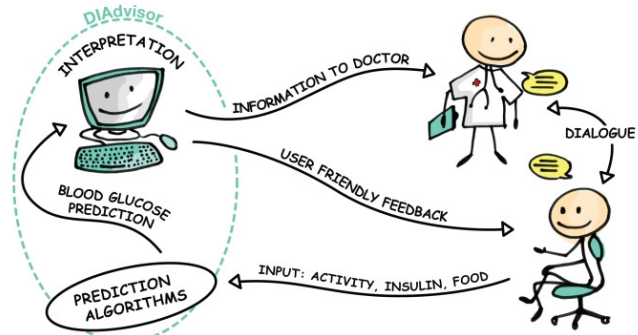 DIAdvisor
INTERPRETATION
INFORMATION TO DOCTOR
DIALOGUE
USER FRIENDLY FEEDBACK
BLOOD GLUCOSE
PREDICTION
INPUT: ACTIVITY, INSULIN, FOOD
PREDICTION
ALGORITHMS